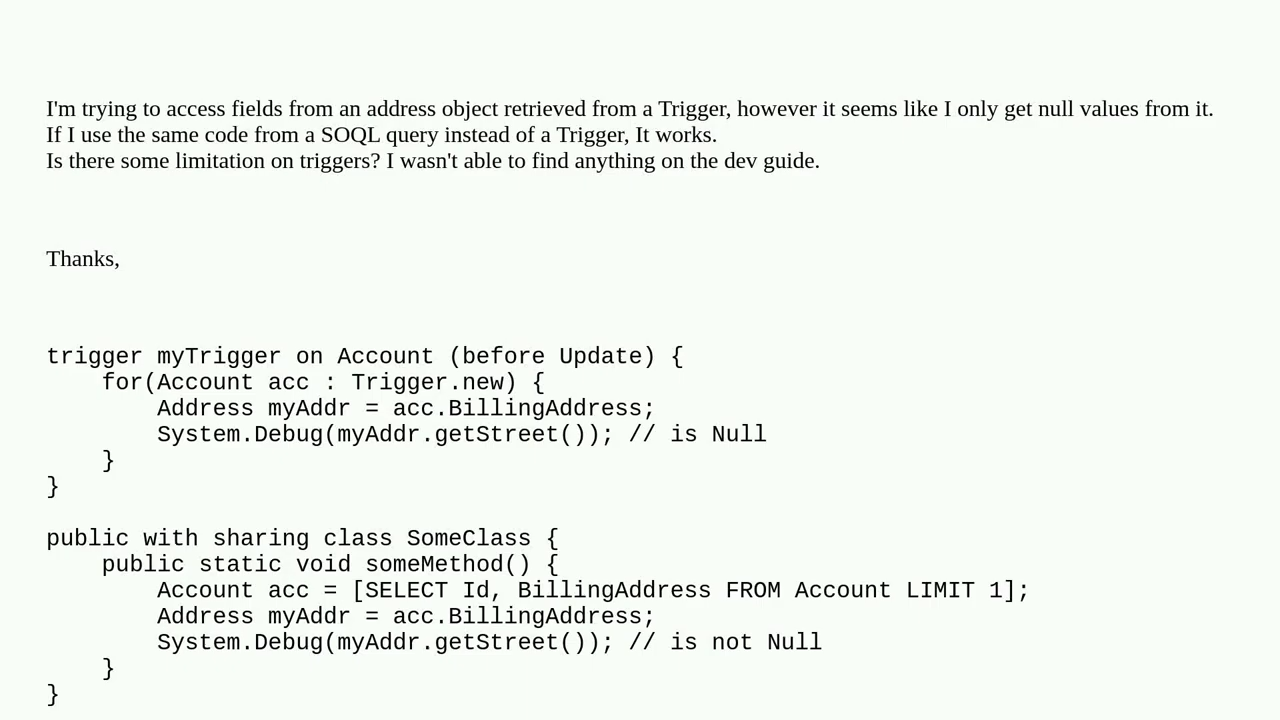 I'm trying to access fields from an address object retrieved from a Trigger, however it seems like I only get null values from it.
If I use the same code from a SOQL query instead of a Trigger, It works.
Is there some limitation on triggers? I wasn't able to find anything on the dev guide.
Thanks,
trigger myTrigger on Account (before Update) {
    for(Account acc : Trigger.new) {
        Address myAddr = acc.BillingAddress;
        System.Debug(myAddr.getStreet()); // is Null
    }
}
public with sharing class SomeClass {
    public static void someMethod() {
        Account acc = [SELECT Id, BillingAddress FROM Account LIMIT 1];
        Address myAddr = acc.BillingAddress;
        System.Debug(myAddr.getStreet()); // is not Null
    }
}